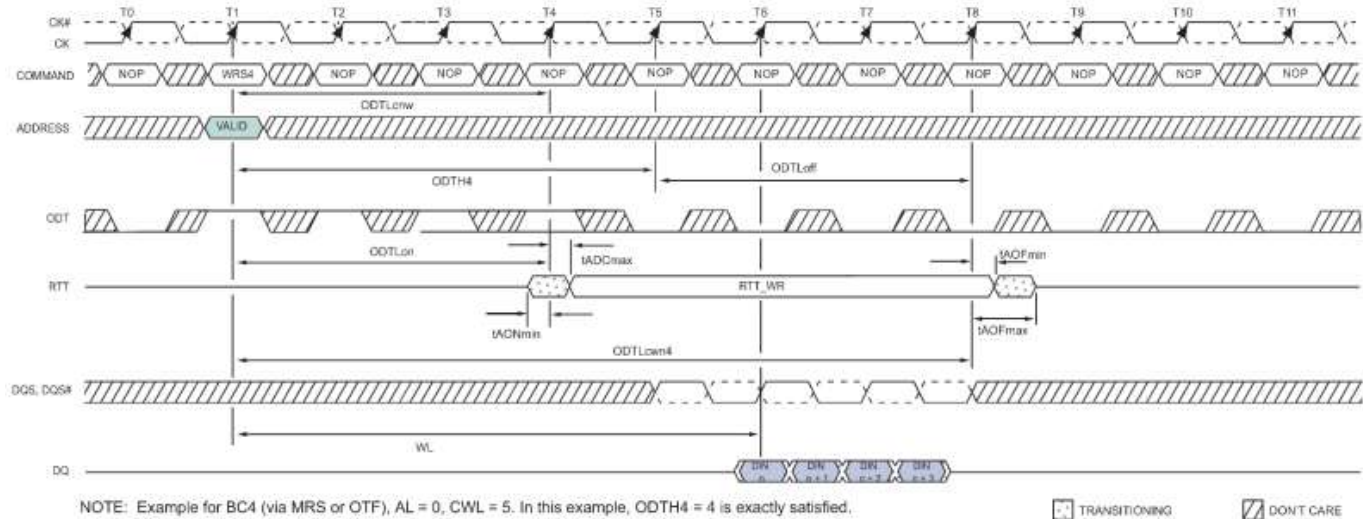 T0 T1 T2 T3 T4 T5 T6 T7 T8 T9 T10 T11
CK#
CK
COMMAND NOP WRS4 NOP NOP NOP NOP NOP NOP NOP NOP NOP NOP
ODTLcnw
ADDRESS VALID
ODTH4 ODTLoff
ODT
ODTLon tADCmax tAOFmin
RTT RTT_WR
tAONmin tAOFmax
ODTLcwn4
DQS, DQS#
WL
DQ DIN n DIN n + 1 DIN n + 2 DIN n + 3
NOTE: Example for BC4 (via MRS or OTF), AL = 0, CWL = 5. In this example, ODTH4 = 4 is exactly satisfied.
TRANSITIONING DON'T CARE